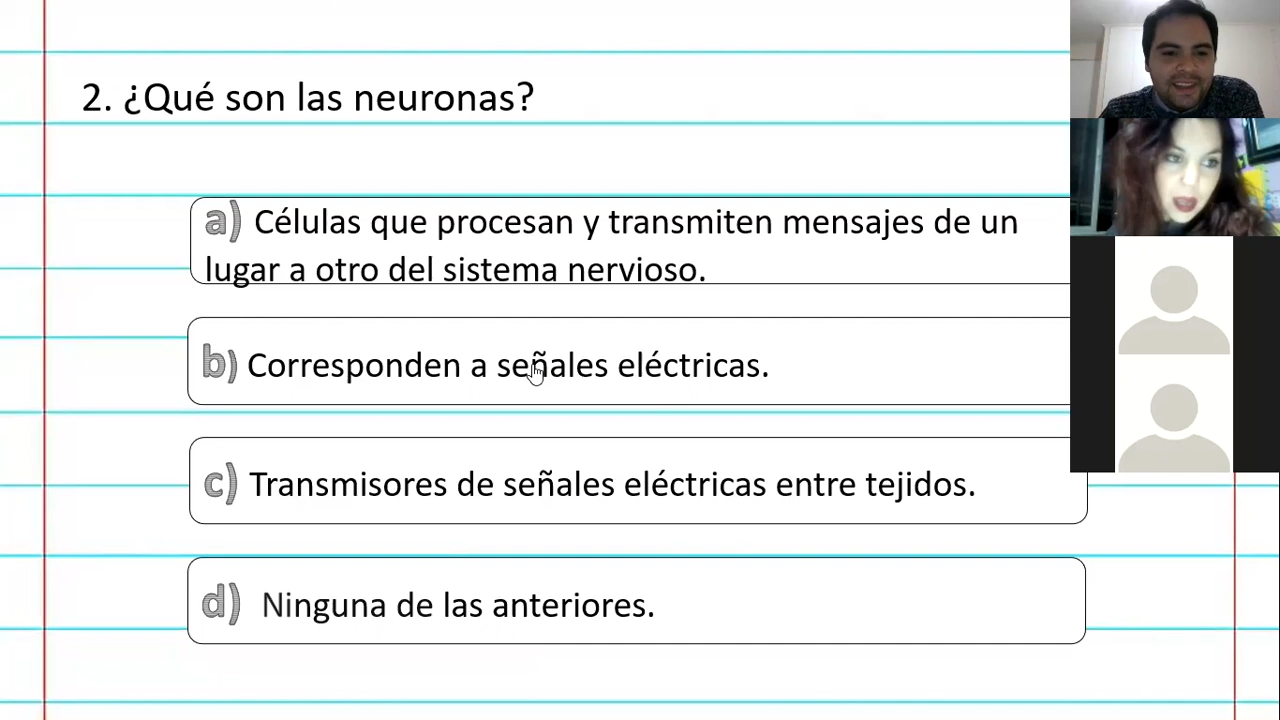 2. ¿Qué son las neuronas?
a) Células que procesan y transmiten mensajes de un
lugar a otro del sistema nervioso.
b) Corresponden a señales eléctricas.
c) Transmisores de señales eléctricas entre tejidos.
d) Ninguna de las anteriores.